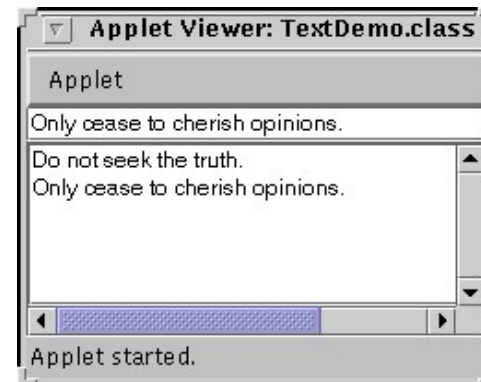 Applet Viewer: TextDemo.class
Applet
Only cease to cherish opinions.
Do not seek the truth.
Only cease to cherish opinions.
Applet started.